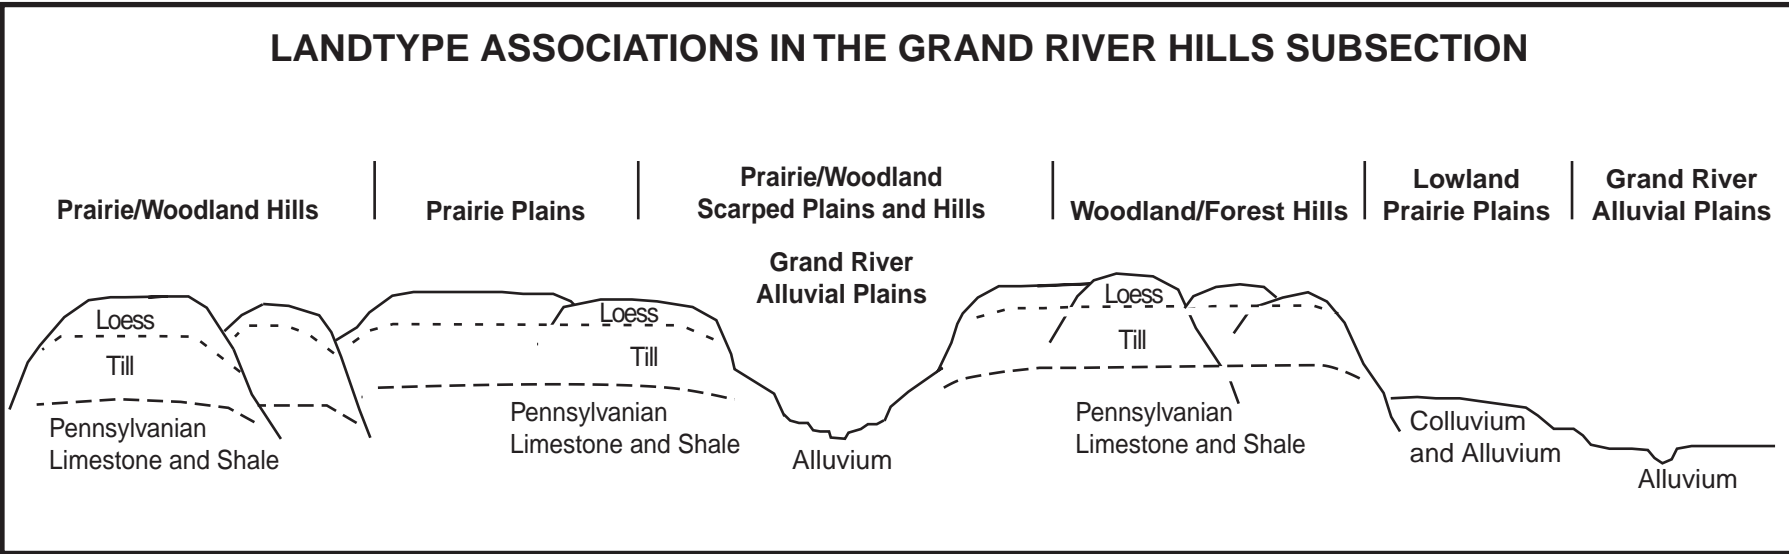 LANDTYPE ASSOCIATIONS IN THE GRAND RIVER HILLS SUBSECTION
Prairie/Woodland Hills
Prairie Plains
Prairie/Woodland
Scarped Plains and Hills
Woodland/Forest Hills
Lowland
Prairie Plains
Grand River
Alluvial Plains
Grand River
Alluvial Plains
Loess
Till
Pennsylvanian
Limestone and Shale
Loess
Till
Pennsylvanian
Limestone and Shale
Alluvium
Loess
Till
Pennsylvanian
Limestone and Shale
Colluvium
and Alluvium
Alluvium